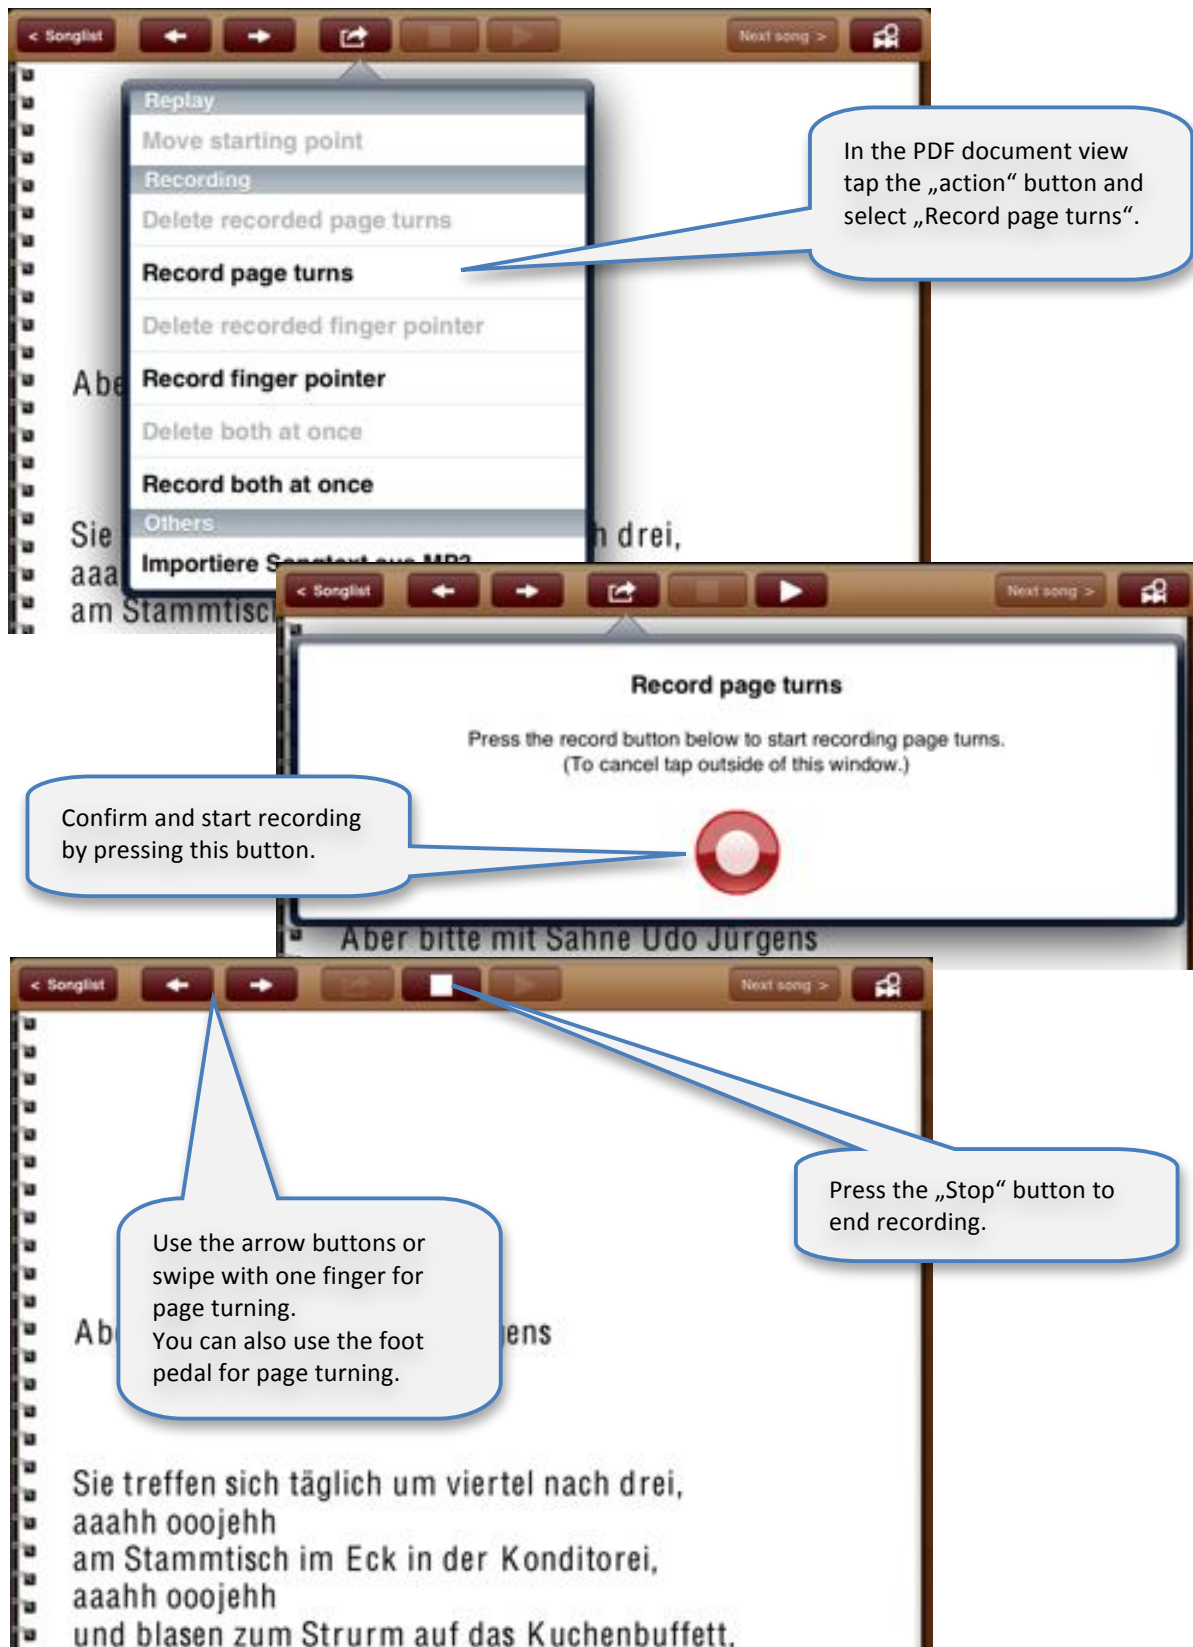 < Songlist
Next song >
Replay
Move starting point
Recording
Delete recorded page turns
Record page turns
Delete recorded finger pointer
Record finger pointer
Delete both at once
Record both at once
Others
Importiere Songtext aus MP3
In the PDF document view
tap the „action“ button and
select „Record page turns“.
Abe
Sie h drei,
aaa
am Stammtisch
< Songlist
Next song >
Record page turns
Press the record button below to start recording page turns.
(To cancel tap outside of this window.)
Confirm and start recording
by pressing this button.
Aber bitte mit Sahne Udo Jürgens
< Songlist
Next song >
Press the „Stop“ button to
end recording.
Use the arrow buttons or
swipe with one finger for
page turning.
You can also use the foot
pedal for page turning.
Ab gens
Sie treffen sich täglich um viertel nach drei,
aaahh ooojehh
am Stammtisch im Eck in der Konditorei,
aaahh ooojehh
und blasen zum Strurm auf das Kuchenbuffett,